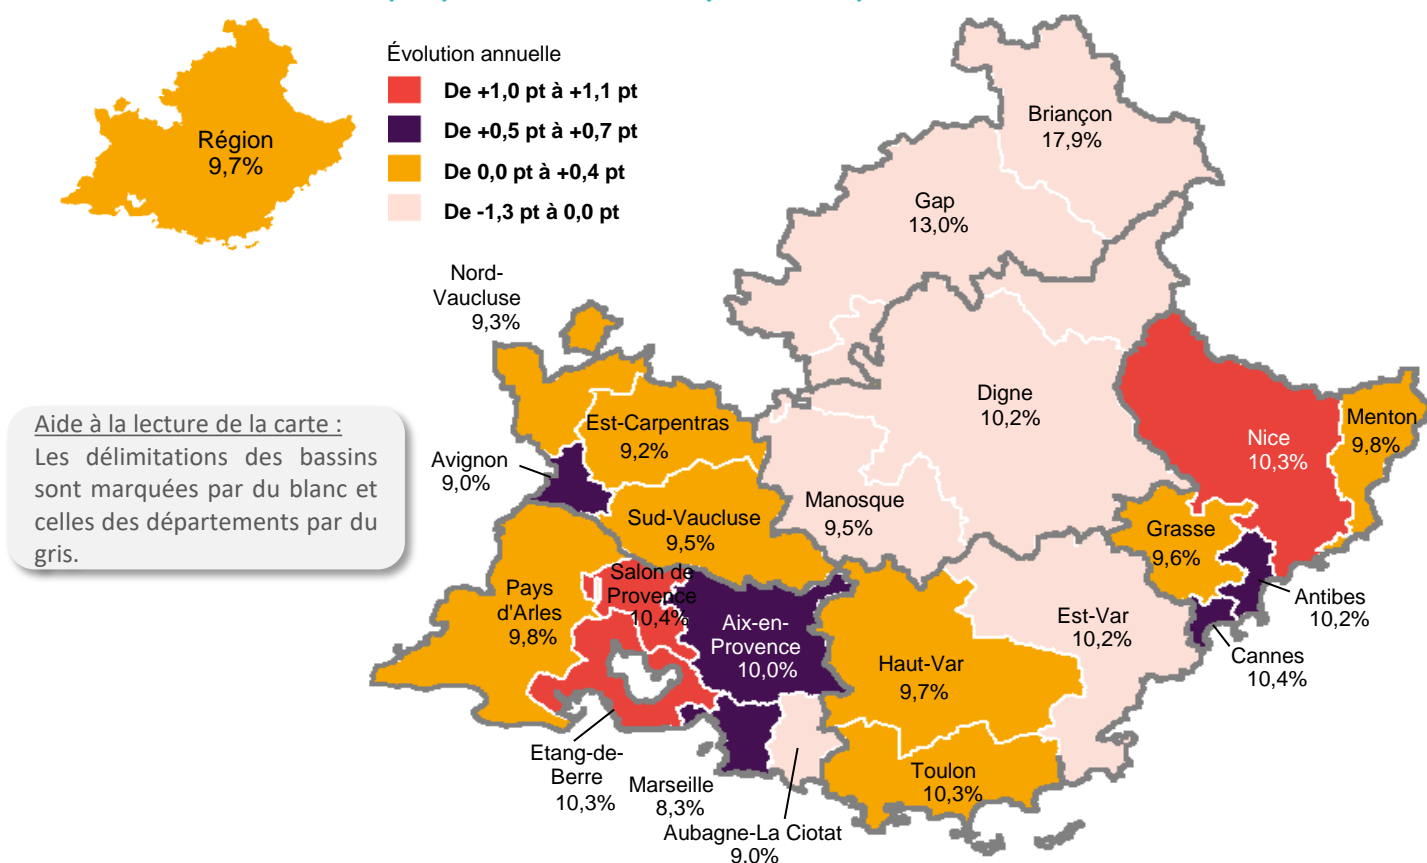 Région
9,7%
Évolution annuelle
De +1,0 pt à +1,1 pt
De +0,5 pt à +0,7 pt
De 0,0 pt à +0,4 pt
De -1,3 pt à 0,0 pt
Briançon
17,9%
Gap
13,0%
Nord-
Vaucluse
9,3%
Digne
10,2%
Menton
9,8%
Nice
10,3%
Est-Carpentras
9,2%
Avignon
9,0%
Aide à la lecture de la carte :
Les délimitations des bassins
sont marquées par du blanc et
celles des départements par du
gris.
Manosque
9,5%
Sud-Vaucluse
9,5%
Grasse
9,6%
Salon de
Provence
10,4%
Pays
d'Arles
9,8%
Antibes
10,2%
Est-Var
10,2%
Aix-en-
Provence
10,0%
Cannes
10,4%
Haut-Var
9,7%
Etang-de-
Berre
10,3%
Marseille
8,3%
Toulon
10,3%
Aubagne-La Ciotat
9,0%